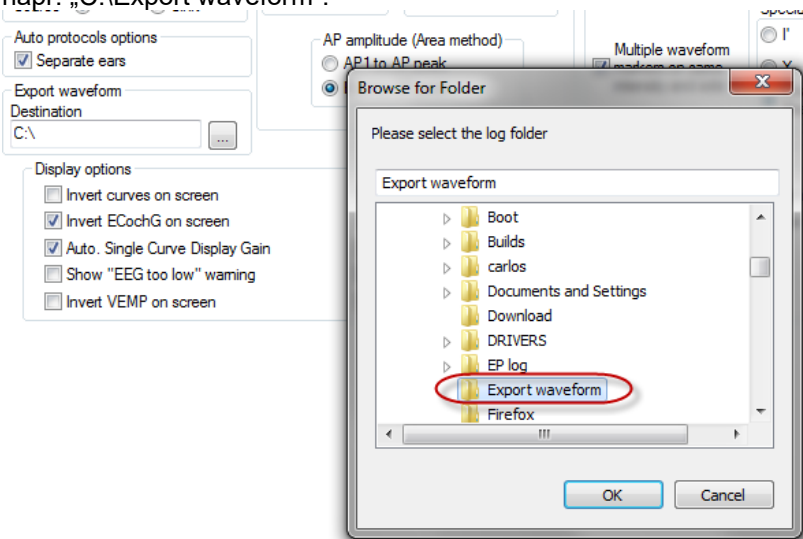 napr. „C:\Export waveform".
Auto protocols options
Separate ears
Export waveform
Destination
C:\
...
AP amplitude (Area method)
AP1 to AP peak
Multiple waveform
Display options
Invert curves on screen
Invert ECochG on screen
Auto. Single Curve Display Gain
Show "EEG too low" warning
Invert VEMP on screen
Browse for Folder
Please select the log folder
Export waveform
Boot
Builds
carlos
Documents and Settings
Download
DRIVERS
EP log
Export waveform
Firefox
OK
Cancel